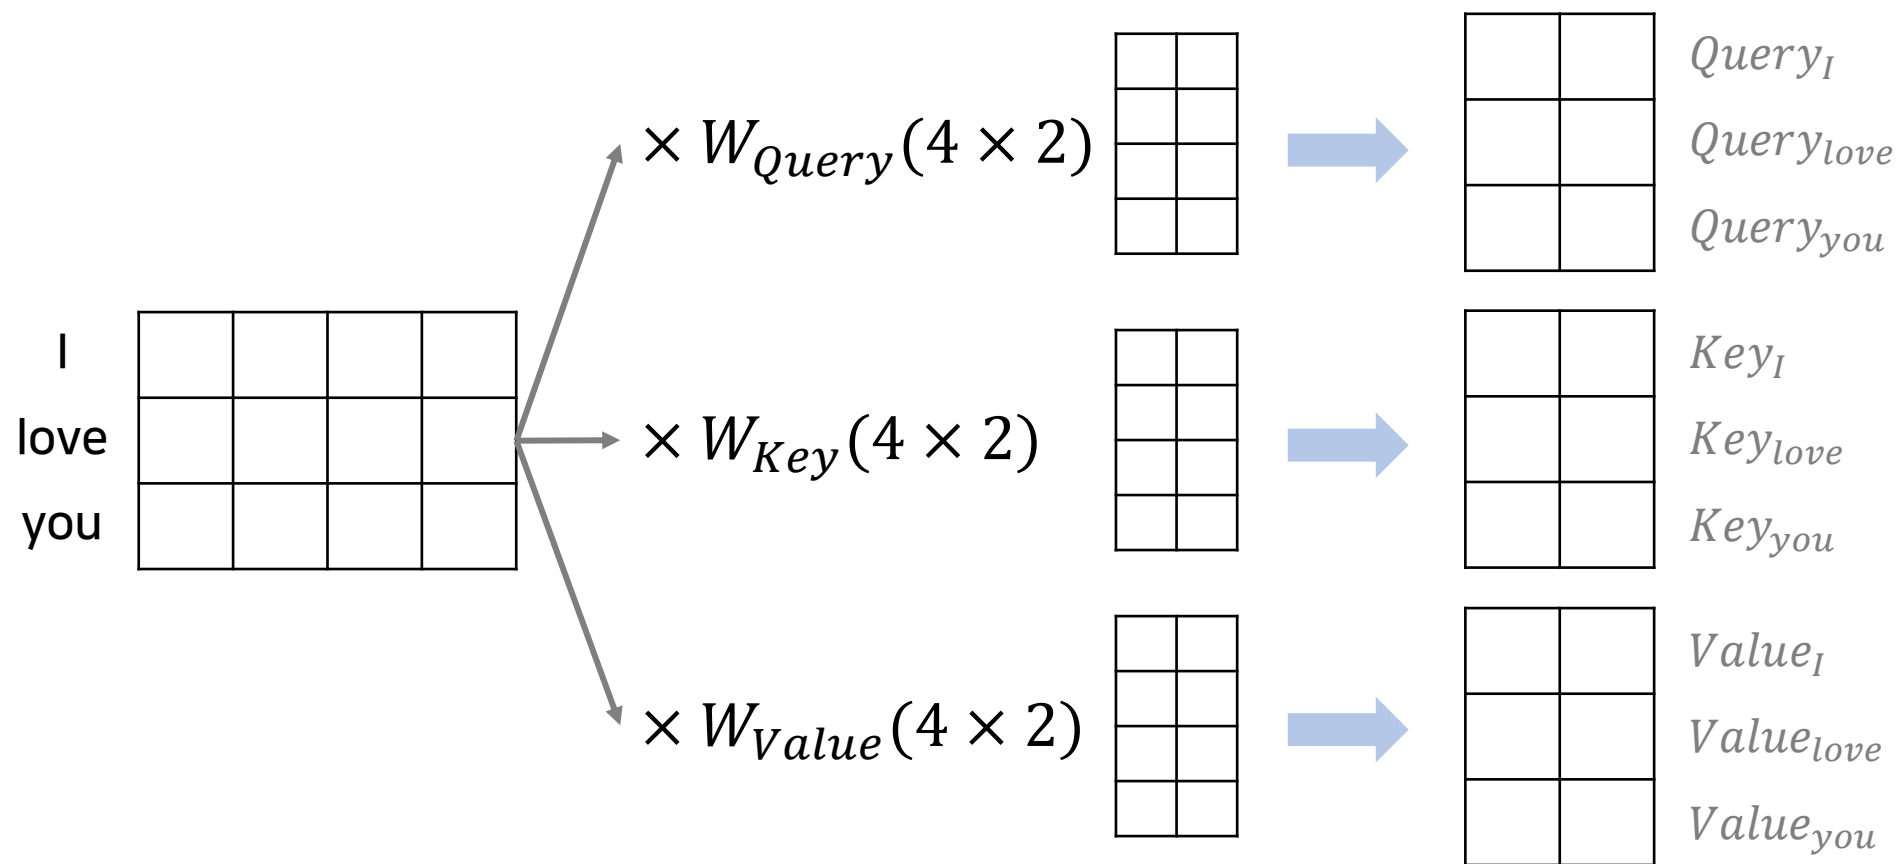 I
love
you
× W_Query(4 × 2)
Query_I
Query_love
Query_you
× W_Key(4 × 2)
Key_I
Key_love
Key_you
× W_Value(4 × 2)
Value_I
Value_love
Value_you